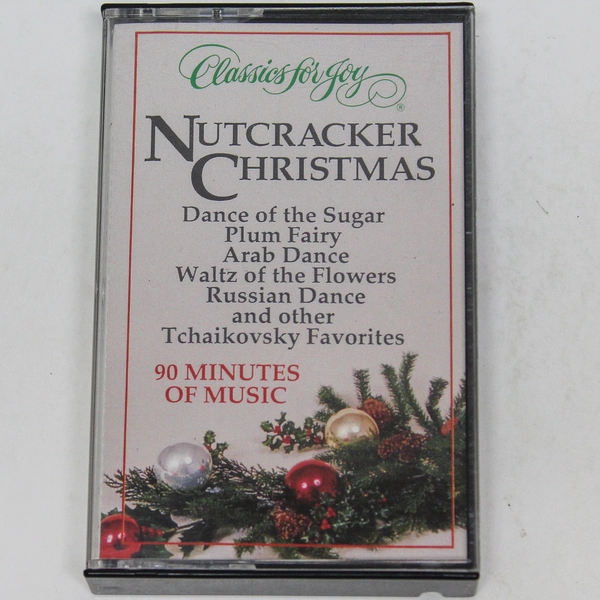 Classics for Joy®
NUTCRACKER
CHRISTMAS
Dance of the Sugar
Plum Fairy
Arab Dance
Waltz of the Flowers
Russian Dance
and other
Tchaikovsky Favorites
90 MINUTES
OF MUSIC